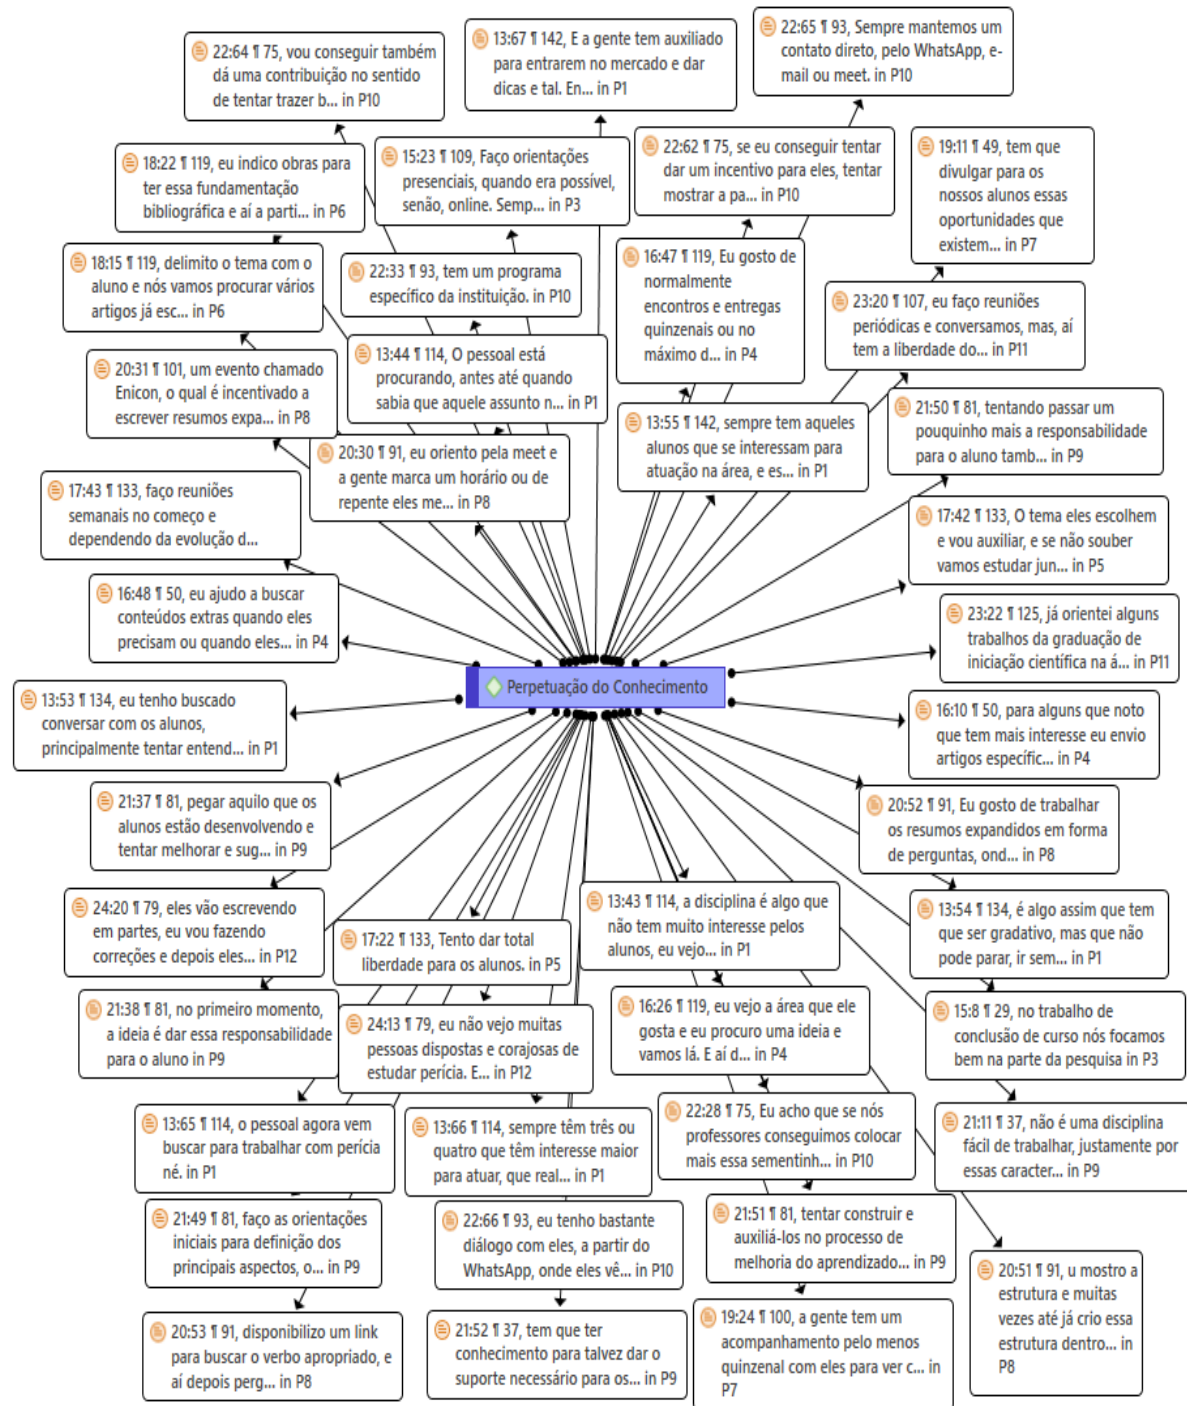 22:64 ¶ 75, vou conseguir também
dá uma contribuição no sentido
de tentar trazer b... in P10
13:67 ¶ 142, E a gente tem auxiliado
para entrarem no mercado e dar
dicas e tal. En... in P1
22:65 ¶ 93, Sempre mantemos um
contato direto, pelo WhatsApp, e-
mail ou meet. in P10
18:22 ¶ 119, eu indico obras para
ter essa fundamentação
bibliográfica e aí a parti... in P6
15:23 ¶ 109, Faço orientações
presenciais, quando era possível,
senão, online. Semp... in P3
22:62 ¶ 75, se eu conseguir tentar
dar um incentivo para eles, tentar
mostrar a pa... in P10
19:11 ¶ 49, tem que
divulgar para os
nossos alunos essas
oportunidades que
existem... in P7
18:15 ¶ 119, delimito o tema com o
aluno e nós vamos procurar vários
artigos já esc... in P6
22:33 ¶ 93, tem um programa
específico da instituição. in P10
16:47 ¶ 119, Eu gosto de
normalmente
encontros e entregas
quinzenais ou no
máximo d... in P4
23:20 ¶ 107, eu faço reuniões
periódicas e conversamos, mas, aí
tem a liberdade do... in P11
20:31 ¶ 101, um evento chamado
Enicon, o qual é incentivado a
escrever resumos expa... in P8
13:44 ¶ 114, O pessoal está
procurando, antes até quando
sabia que aquele assunto n... in P1
20:30 ¶ 91, eu oriento pela meet e
a gente marca um horário ou de
repente eles me... in P8
13:55 ¶ 142, sempre tem aqueles
alunos que se interessam para
atuação na área, e es... in P1
21:50 ¶ 81, tentando passar um
pouquinho mais a responsabilidade
para o aluno tamb... in P9
17:43 ¶ 133, faço reuniões
semanais no começo e
dependendo da evolução d...
17:42 ¶ 133, O tema eles escolhem
e vou auxiliar, e se não souber
vamos estudar jun... in P5
16:48 ¶ 50, eu ajudo a buscar
conteúdos extras quando eles
precisam ou quando eles... in P4
23:22 ¶ 125, já orientei alguns
trabalhos da graduação de
iniciação científica na á... in P11
Perpetuação do Conhecimento
13:53 ¶ 134, eu tenho buscado
conversar com os alunos,
principalmente tentar entend... in P1
16:10 ¶ 50, para alguns que noto
que tem mais interesse eu envio
artigos específic... in P4
21:37 ¶ 81, pegar aquilo que os
alunos estão desenvolvendo e
tentar melhorar e sug... in P9
20:52 ¶ 91, Eu gosto de trabalhar
os resumos expandidos em forma
de perguntas, ond... in P8
24:20 ¶ 79, eles vão escrevendo
em partes, eu vou fazendo
correções e depois eles... in P12
17:22 ¶ 133, Tento dar total
liberdade para os alunos. in P5
13:43 ¶ 114, a disciplina é algo que
não tem muito interesse pelos
alunos, eu vejo... in P1
13:54 ¶ 134, é algo assim que tem
que ser gradativo, mas que não
pode parar, ir sem... in P1
21:38 ¶ 81, no primeiro momento,
a ideia é dar essa responsabilidade
para o aluno in P9
24:13 ¶ 79, eu não vejo muitas
pessoas dispostas e corajosas de
estudar perícia. E... in P12
16:26 ¶ 119, eu vejo a área que ele
gosta e eu procuro uma ideia e
vamos lá. E aí d... in P4
15:8 ¶ 29, no trabalho de
conclusão de curso nós focamos
bem na parte da pesquisa in P3
13:65 ¶ 114, o pessoal agora vem
buscar para trabalhar com perícia
né. in P1
13:66 ¶ 114, sempre têm três ou
quatro que têm interesse maior
para atuar, que real... in P1
22:28 ¶ 75, Eu acho que se nós
professores conseguimos colocar
mais essa sementinh... in P10
21:11 ¶ 37, não é uma disciplina
fácil de trabalhar, justamente por
essas caracter... in P9
21:49 ¶ 81, faço as orientações
iniciais para definição dos
principais aspectos, o... in P9
22:66 ¶ 93, eu tenho bastante
diálogo com eles, a partir do
WhatsApp, onde eles vê... in P10
21:51 ¶ 81, tentar construir e
auxiliá-los no processo de
melhoria do aprendizado... in P9
20:51 ¶ 91, u mostro a
estrutura e muitas
vezes até já crio essa
estrutura dentro... in
P8
20:53 ¶ 91, disponibilizo um link
para buscar o verbo apropriado, e
aí depois perg... in P8
21:52 ¶ 37, tem que ter
conhecimento para talvez dar o
suporte necessário para os... in P9
19:24 ¶ 100, a gente tem um
acompanhamento pelo menos
quinzenal com eles para ver c... in
P7